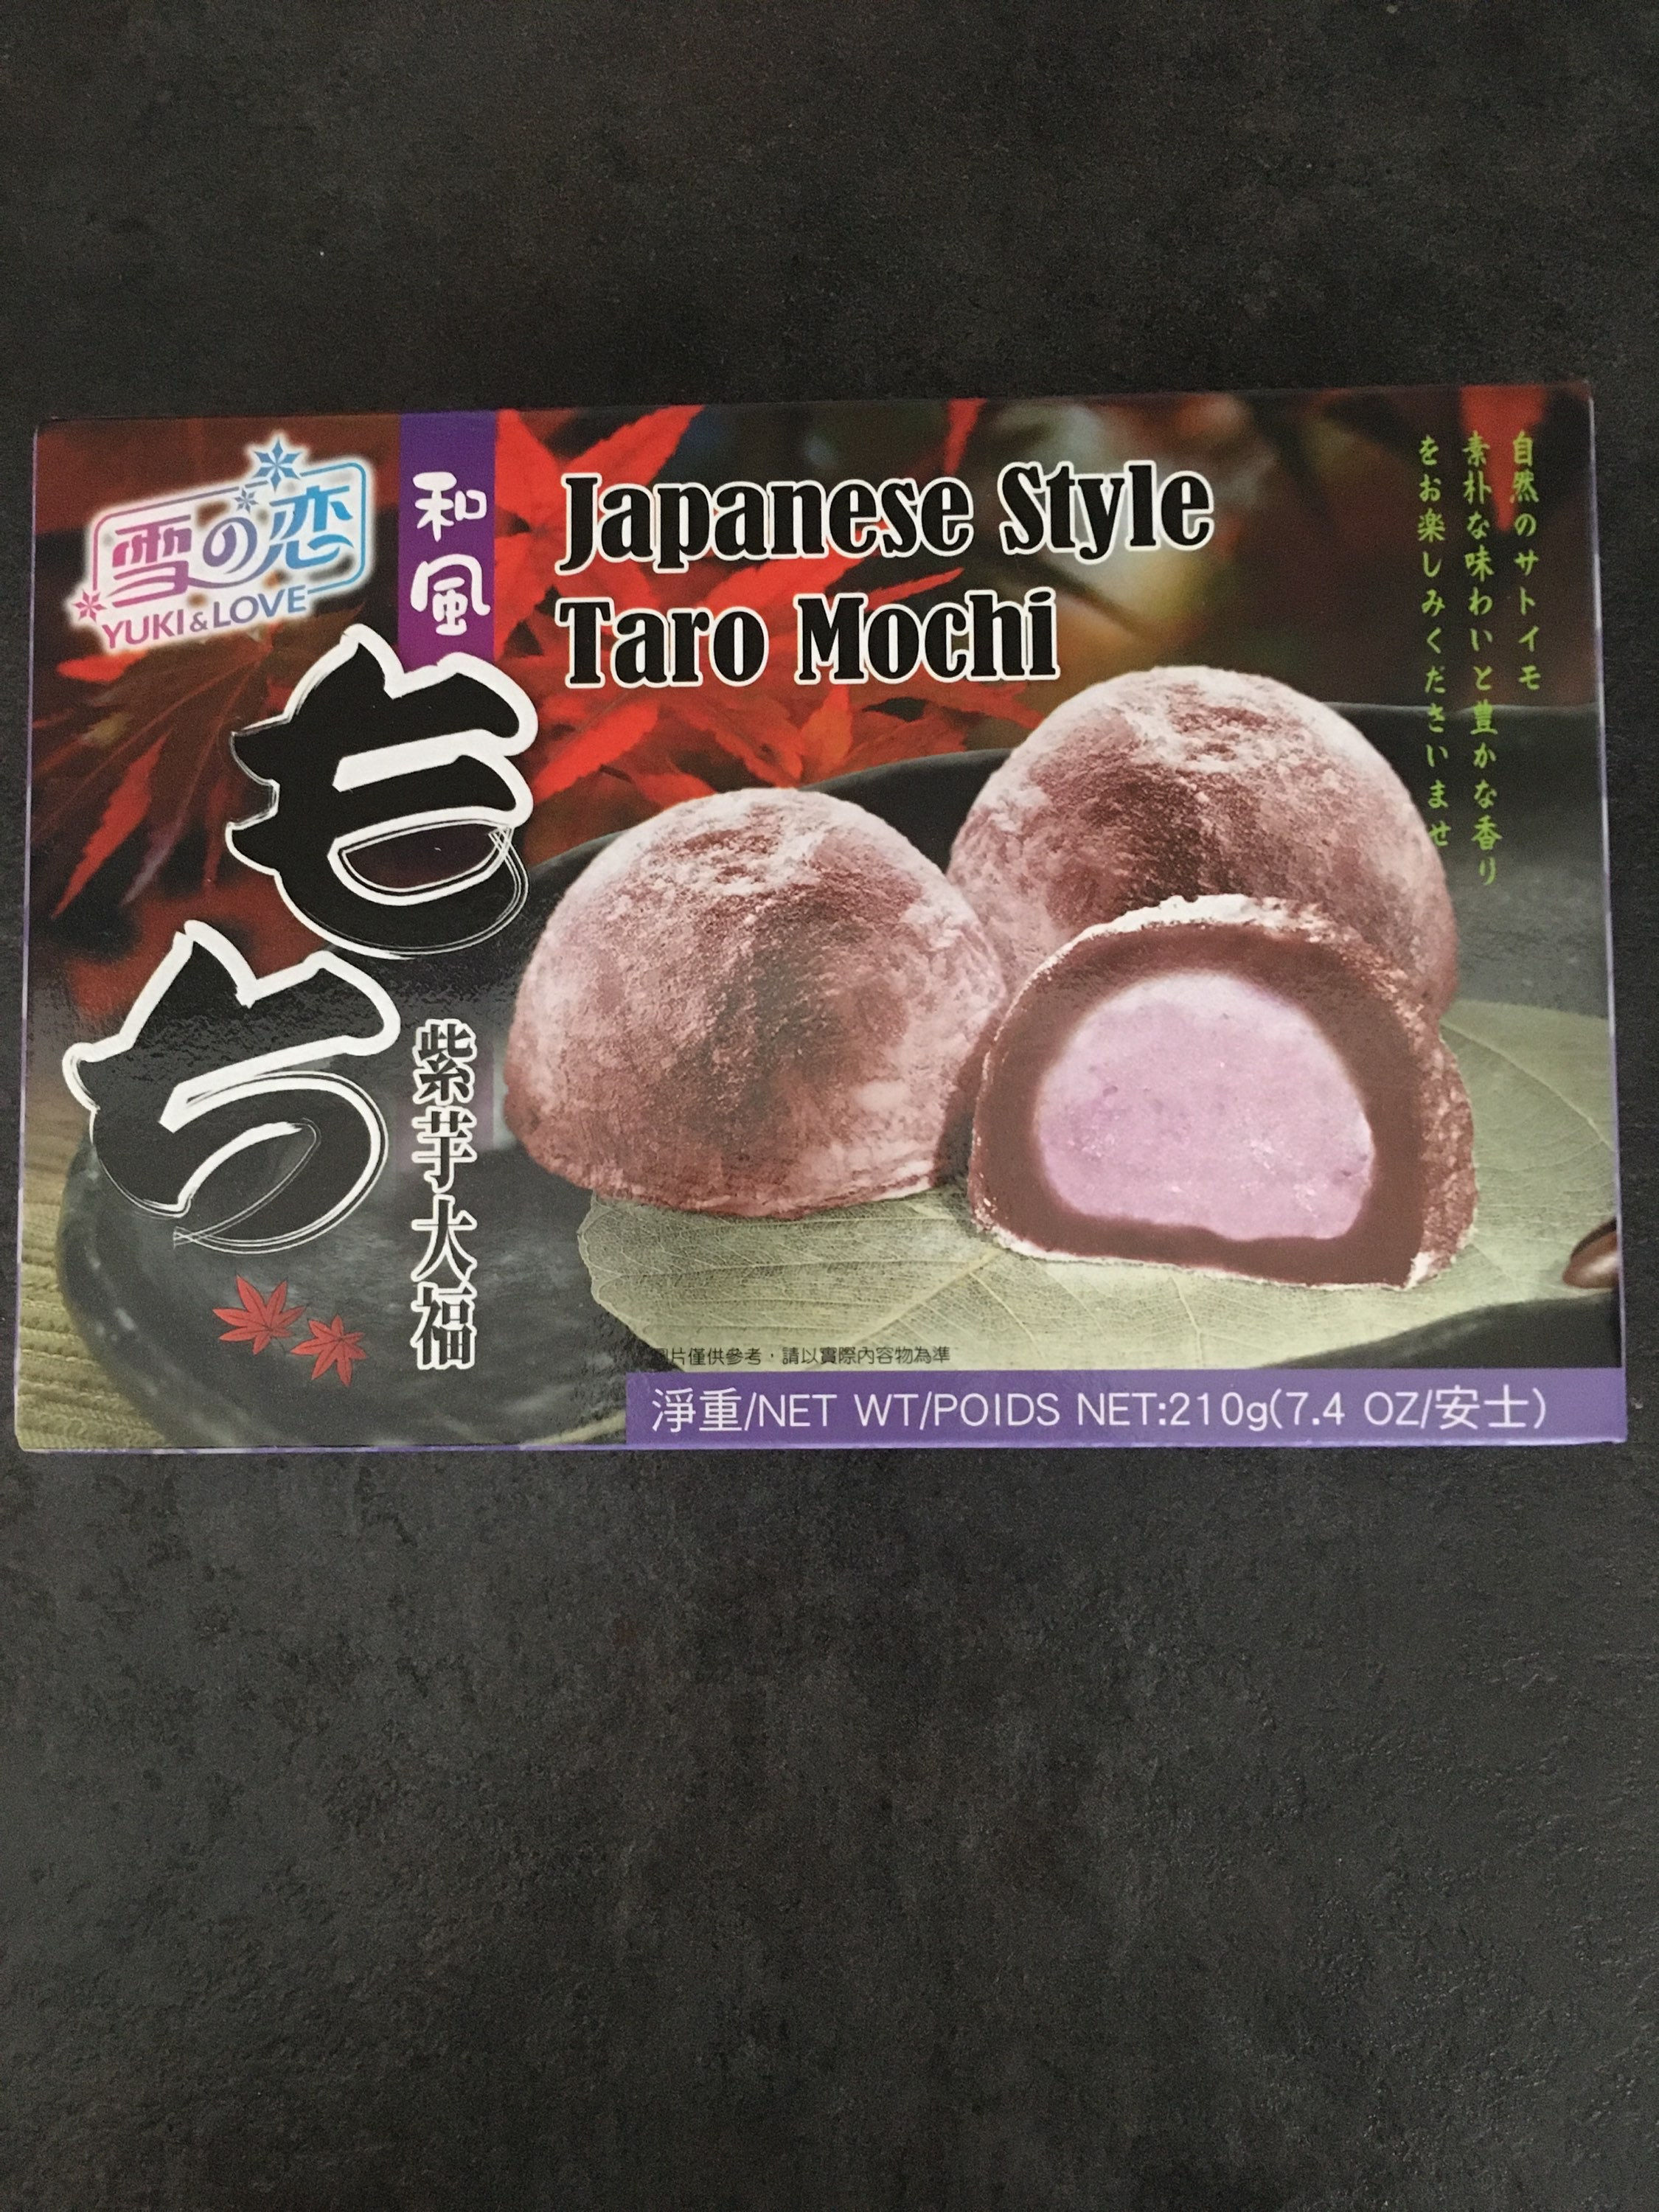 雪の恋
YUKI&LOVE
和風
もち
紫芋大福
Japanese Style
Taro Mochi
自然のサトイモ
素朴な味わいと豊かな香り
をお楽しみくださいませ
片僅供參考，請以實際內容物為準
淨重/NET WT/POIDS NET:210g(7.4 OZ/安士)